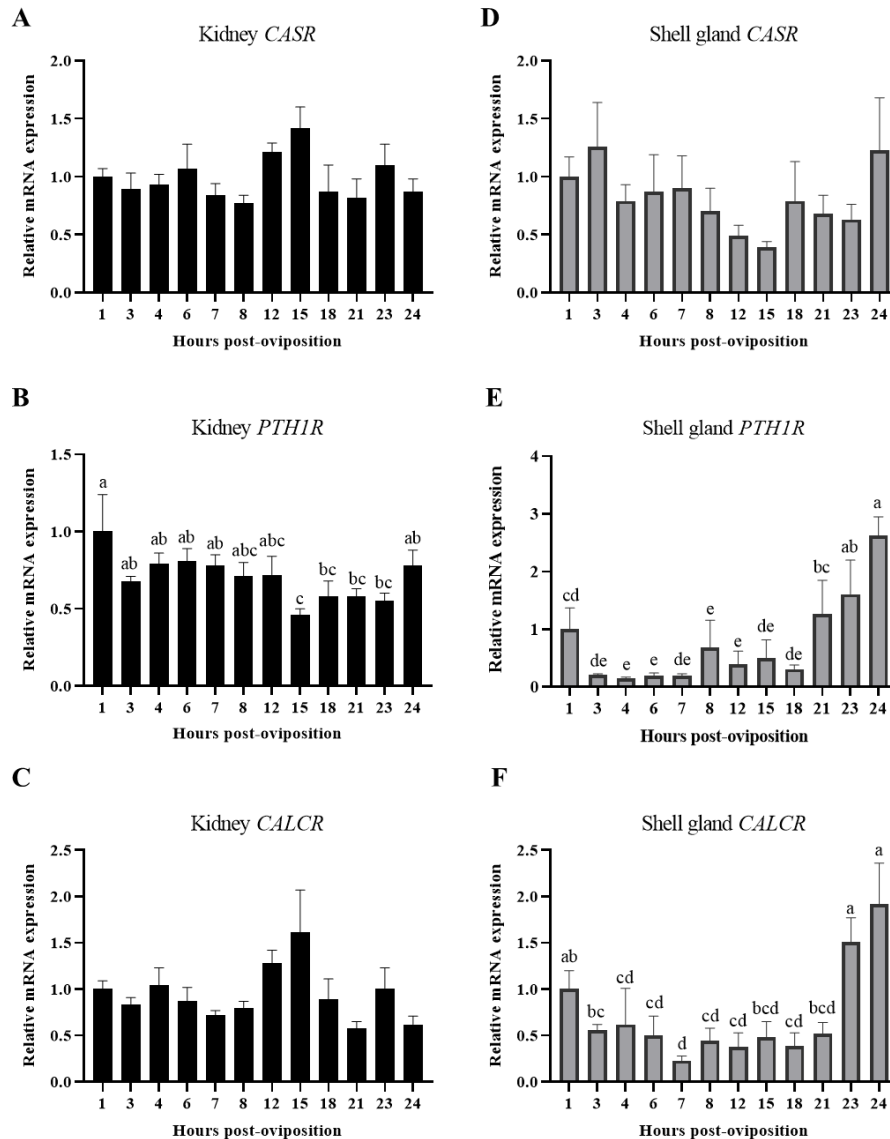 A
Kidney CASR
Relative mRNA expression
2.0
1.5
1.0
0.5
0.0
1 3 4 6 7 8 12 15 18 21 23 24
Hours post-oviposition
D
Shell gland CASR
Relative mRNA expression
2.0
1.5
1.0
0.5
0.0
1 3 4 6 7 8 12 15 18 21 23 24
Hours post-oviposition
B
Kidney PTH1R
Relative mRNA expression
1.5
1.0
0.5
0.0
a ab ab ab ab abc abc c bc bc bc ab
1 3 4 6 7 8 12 15 18 21 23 24
Hours post-oviposition
E
Shell gland PTH1R
Relative mRNA expression
4
3
2
1
0
cd de e e de e e de de bc ab a
1 3 4 6 7 8 12 15 18 21 23 24
Hours post-oviposition
C
Kidney CALCR
Relative mRNA expression
2.5
2.0
1.5
1.0
0.5
0.0
1 3 4 6 7 8 12 15 18 21 23 24
Hours post-oviposition
F
Shell gland CALCR
Relative mRNA expression
2.5
2.0
1.5
1.0
0.5
0.0
ab bc cd cd d cd cd bcd cd bcd a a
1 3 4 6 7 8 12 15 18 21 23 24
Hours post-oviposition